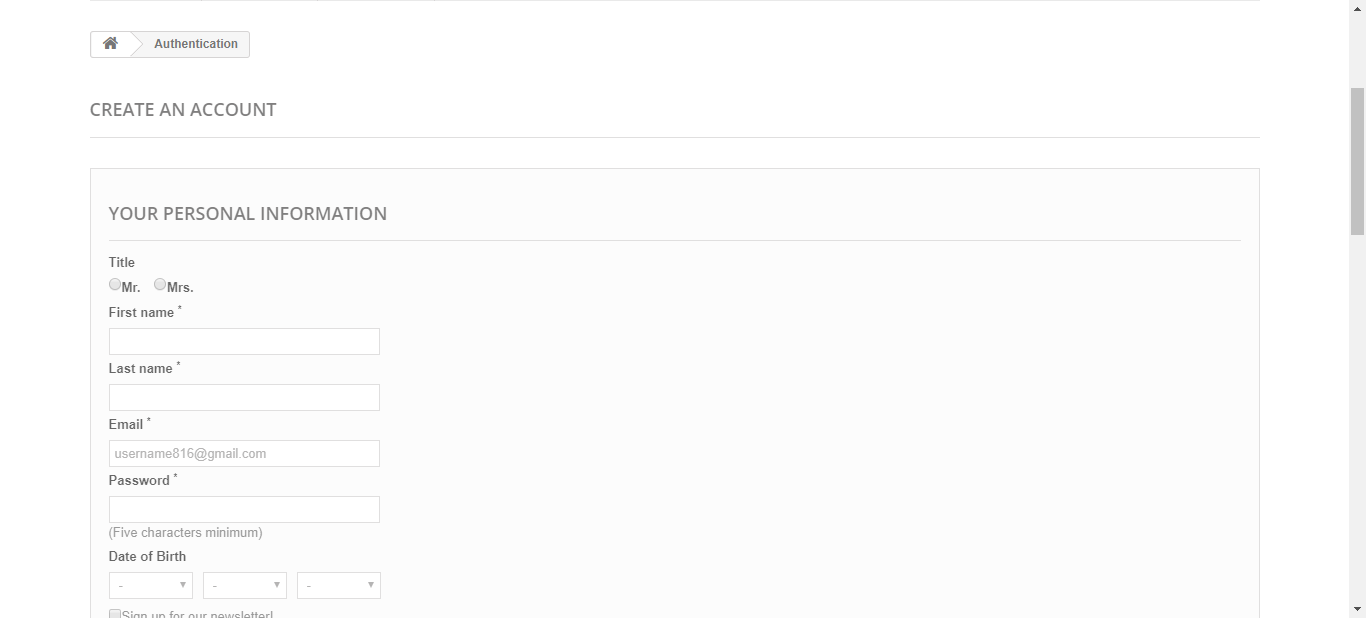 Authentication
CREATE AN ACCOUNT
YOUR PERSONAL INFORMATION
Title
Mr. Mrs.
First name *
Last name *
Email *
username816@gmail.com
Password *
(Five characters minimum)
Date of Birth
- - -
Sign up for our newsletter!